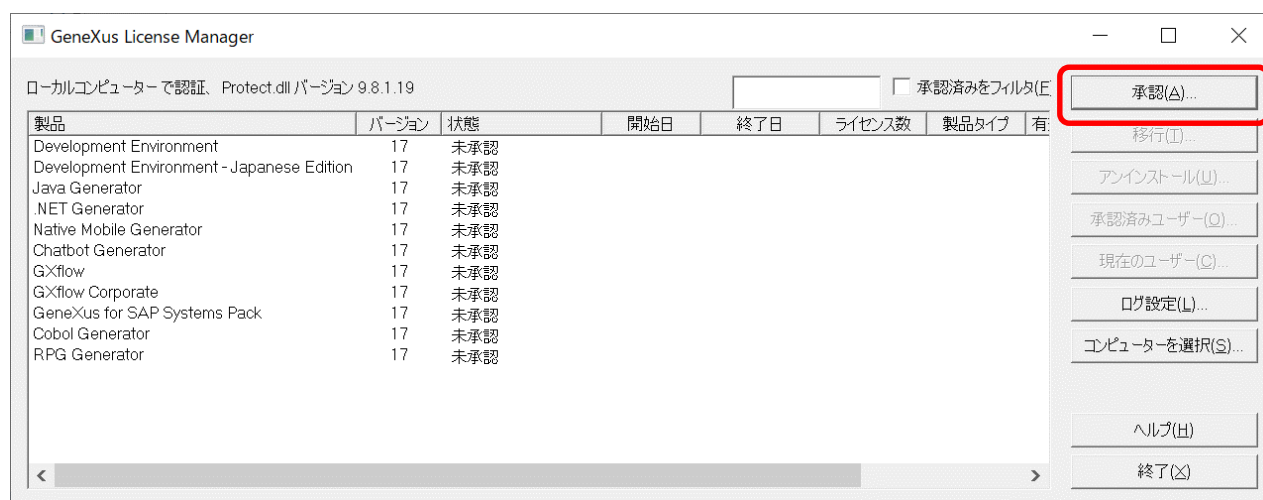 GeneXus License Manager
ローカルコンピューターで認証、Protect.dll バージョン 9.8.1.19
承認済みをフィルタ(F
承認(A)...
製品 バージョン 状態 開始日 終了日 ライセンス数 製品タイプ 有
移行(T)...
Development Environment 17 未承認
Development Environment - Japanese Edition 17 未承認
アンインストール(U)...
Java Generator 17 未承認
.NET Generator 17 未承認
承認済みユーザー(O)...
Native Mobile Generator 17 未承認
Chatbot Generator 17 未承認
現在のユーザー(C)...
GXflow 17 未承認
GXflow Corporate 17 未承認
ログ設定(L)...
GeneXus for SAP Systems Pack 17 未承認
Cobol Generator 17 未承認
コンピューターを選択(S)...
RPG Generator 17 未承認
ヘルプ(H)
終了(X)